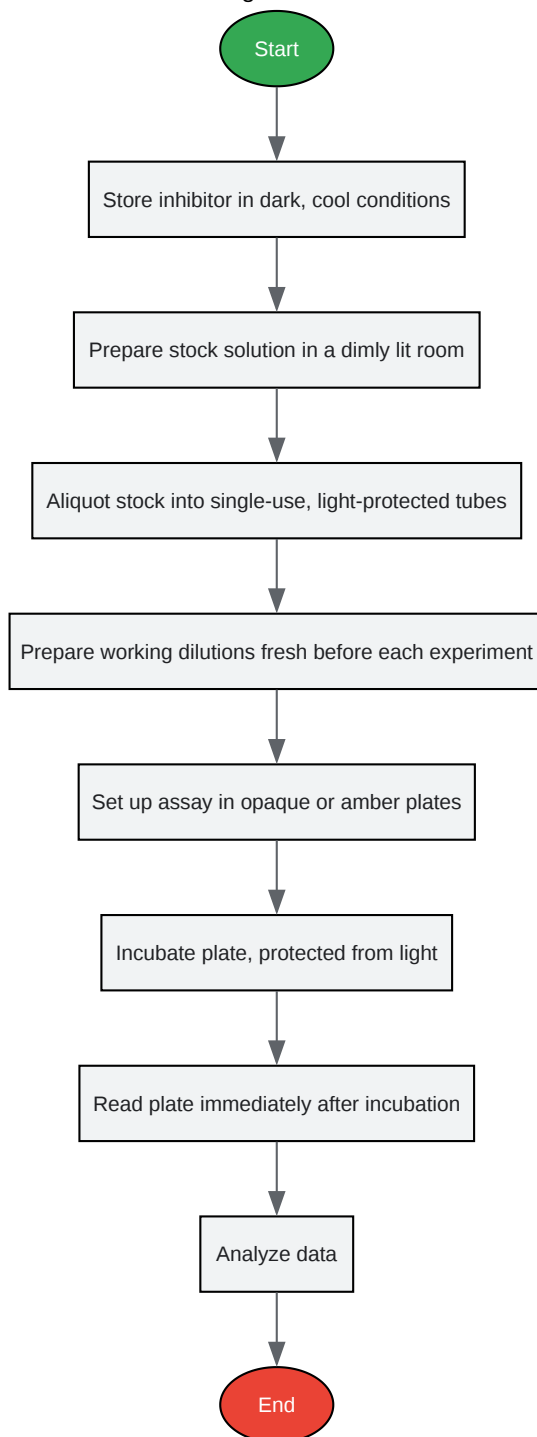 Start
Store inhibitor in dark, cool conditions
Prepare stock solution in a dimly lit room
Aliquot stock into single-use, light-protected tubes
Prepare working dilutions fresh before each experiment
Set up assay in opaque or amber plates
Incubate plate, protected from light
Read plate immediately after incubation
Analyze data
End